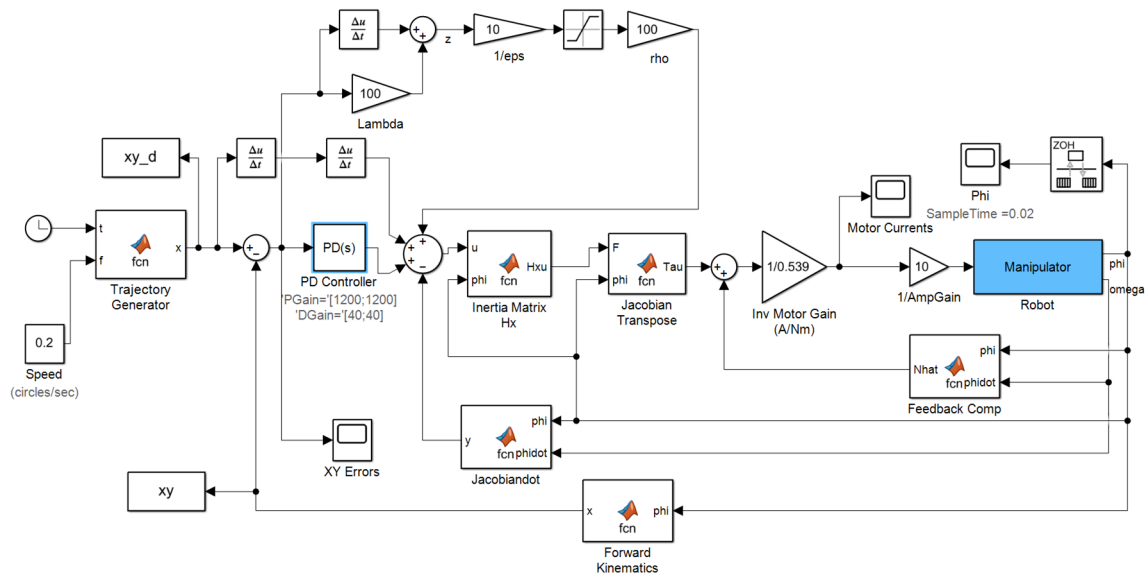 Δu
Δt
z
10
1/eps
100
rho
100
Lambda
xy_d
Δu
Δt
Δu
Δt
ZOH
Phi
SampleTime =0.02
Motor Currents
t
f
x
fcn
Trajectory
Generator
PD(s)
PD Controller
'PGain='[1200;1200]
'DGain='[40;40]
u
phi
Hxu
fcn
Inertia Matrix
Hx
F
phi
Tau
fcn
Jacobian
Transpose
1/0.539
Inv Motor Gain
(A/Nm)
10
1/AmpGain
Manipulator
phi
omega
Robot
0.2
Speed
(circles/sec)
Nhat
phi
phidot
fcn
Feedback Comp
XY Errors
y
phi
phidot
fcn
Jacobiandot
xy
x
phi
fcn
Forward
Kinematics